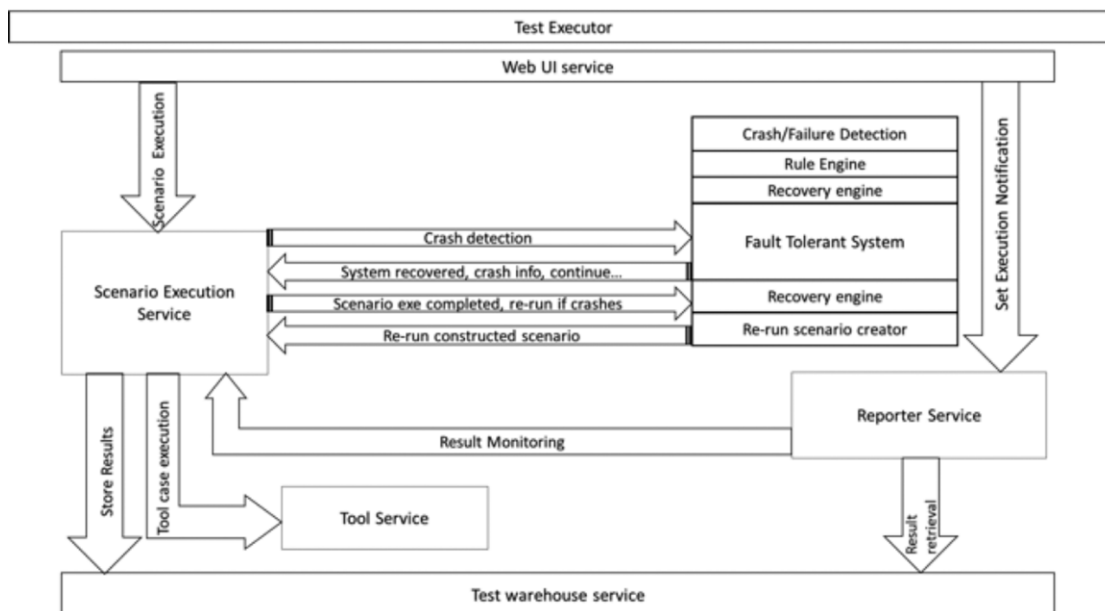 Test Executor
Web UI service
Scenario Execution
Crash/Failure Detection
Rule Engine
Recovery engine
Fault Tolerant System
Recovery engine
Re-run scenario creator
Set Execution Notification
Crash detection
System recovered, crash info, continue...
Scenario exe completed, re-run if crashes
Re-run constructed scenario
Scenario Execution
Service
Reporter Service
Result Monitoring
Store Results
Tool case execution
Tool Service
Result
retrieval
Test warehouse service